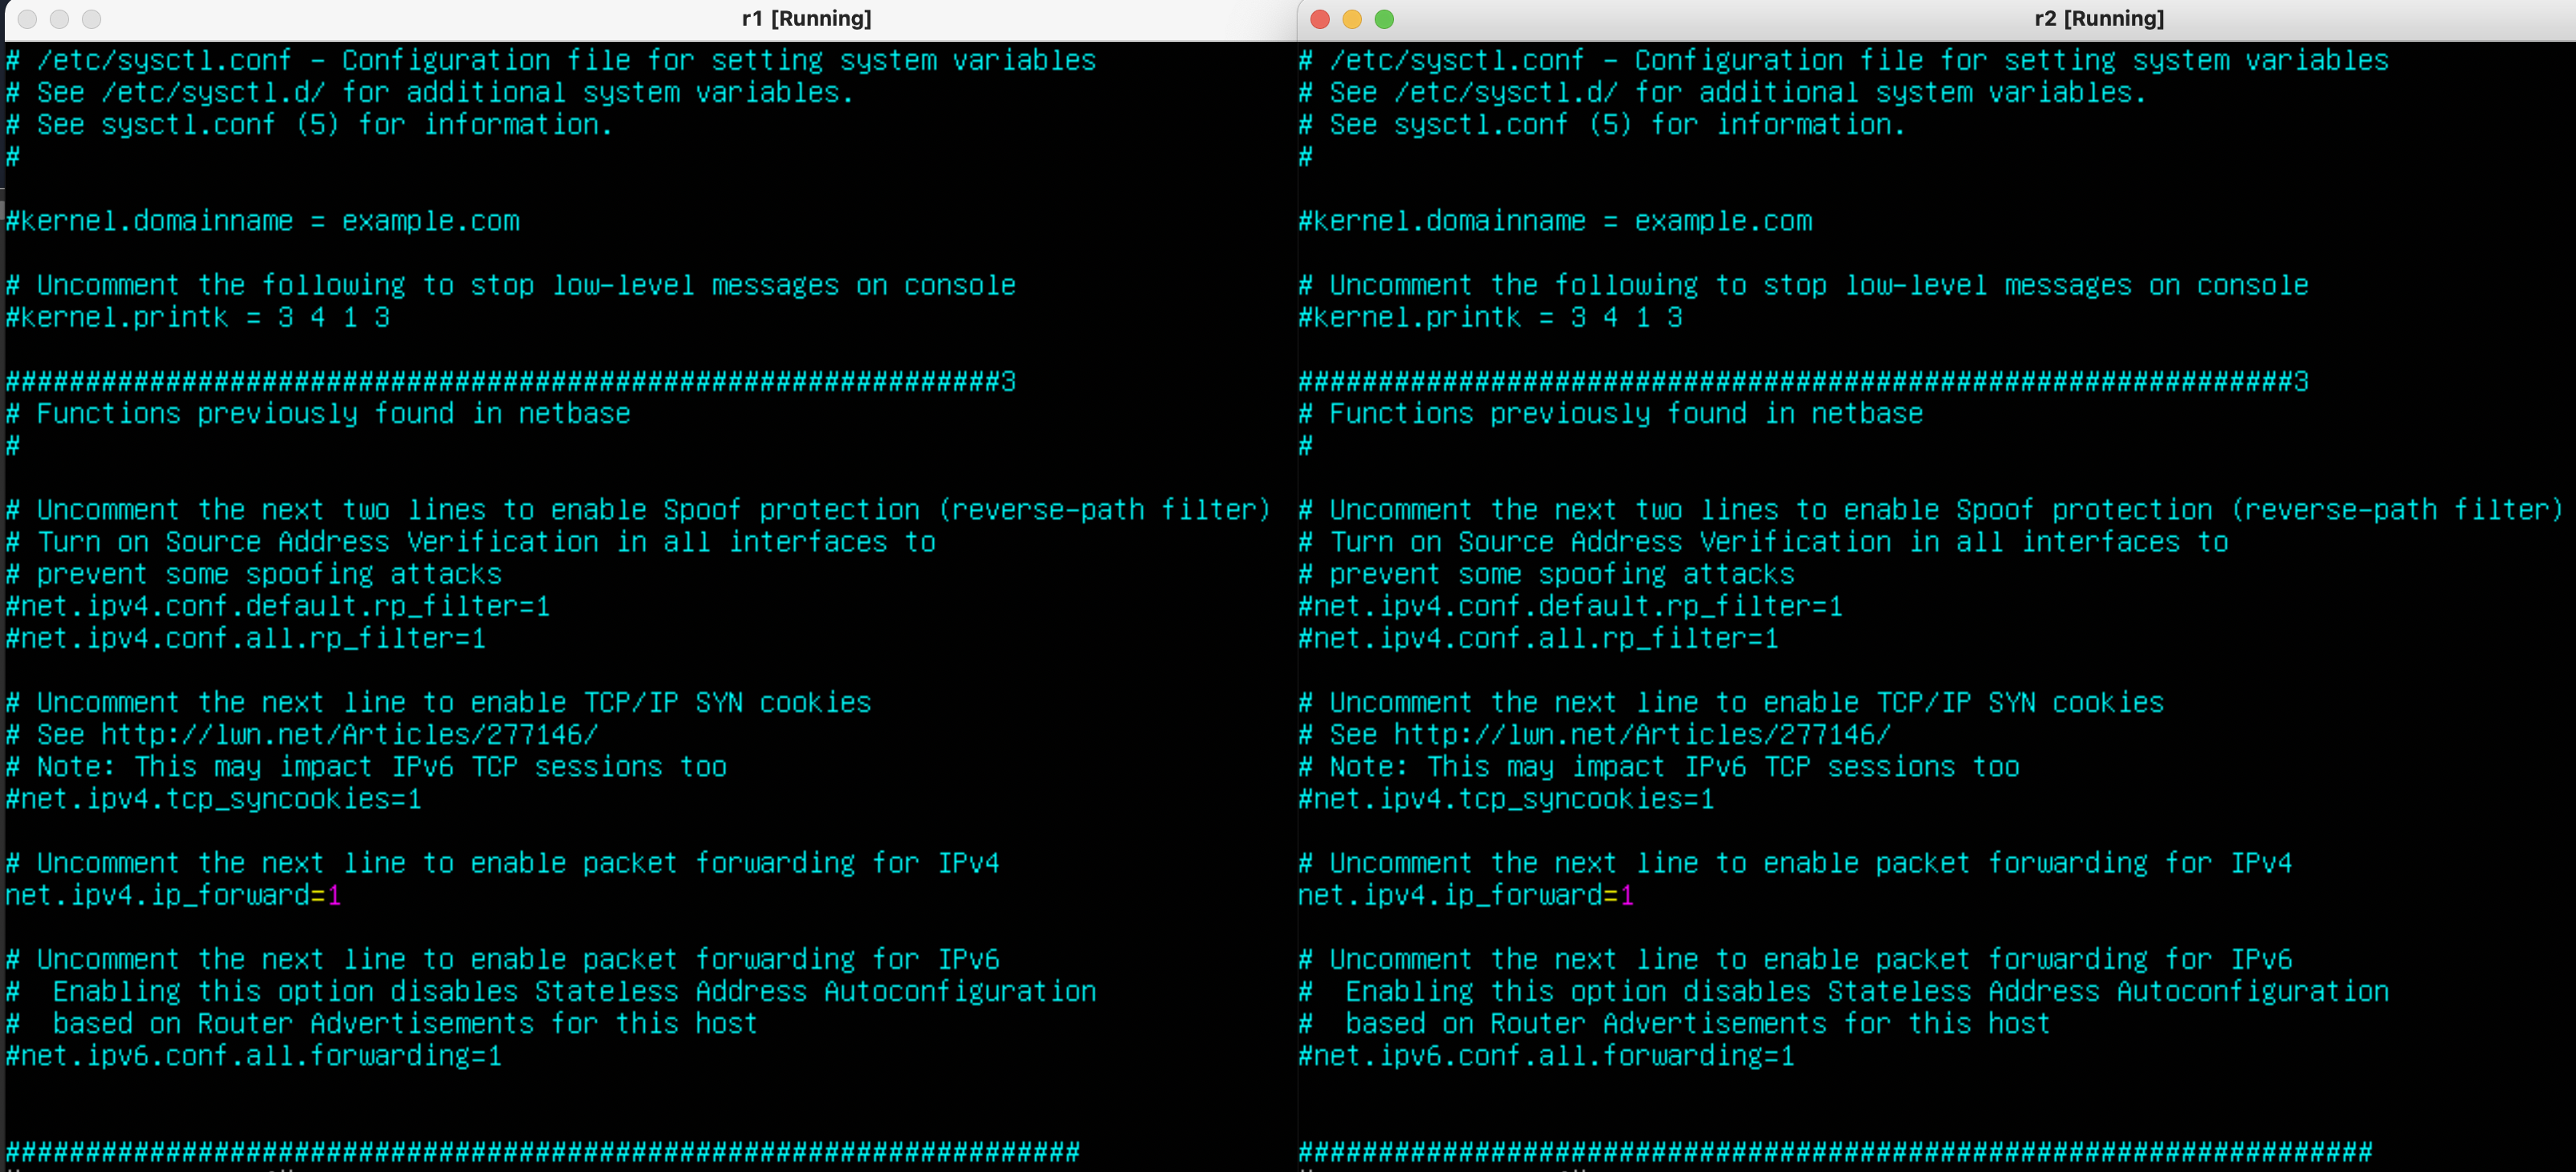 r1 [Running]
# /etc/sysctl.conf - Configuration file for setting system variables
# See /etc/sysctl.d/ for additional system variables.
# See sysctl.conf (5) for information.
#
#kernel.domainname = example.com
# Uncomment the following to stop low-level messages on console
#kernel.printk = 3 4 1 3
##############################################################3
# Functions previously found in netbase
#
# Uncomment the next two lines to enable Spoof protection (reverse-path filter)
# Turn on Source Address Verification in all interfaces to
# prevent some spoofing attacks
#net.ipv4.conf.default.rp_filter=1
#net.ipv4.conf.all.rp_filter=1
# Uncomment the next line to enable TCP/IP SYN cookies
# See http://lwn.net/Articles/277146/
# Note: This may impact IPv6 TCP sessions too
#net.ipv4.tcp_syncookies=1
# Uncomment the next line to enable packet forwarding for IPv4
net.ipv4.ip_forward=1
# Uncomment the next line to enable packet forwarding for IPv6
#  Enabling this option disables Stateless Address Autoconfiguration
#  based on Router Advertisements for this host
#net.ipv6.conf.all.forwarding=1
###################################################################
r2 [Running]
# /etc/sysctl.conf - Configuration file for setting system variables
# See /etc/sysctl.d/ for additional system variables.
# See sysctl.conf (5) for information.
#
#kernel.domainname = example.com
# Uncomment the following to stop low-level messages on console
#kernel.printk = 3 4 1 3
##############################################################3
# Functions previously found in netbase
#
# Uncomment the next two lines to enable Spoof protection (reverse-path filter)
# Turn on Source Address Verification in all interfaces to
# prevent some spoofing attacks
#net.ipv4.conf.default.rp_filter=1
#net.ipv4.conf.all.rp_filter=1
# Uncomment the next line to enable TCP/IP SYN cookies
# See http://lwn.net/Articles/277146/
# Note: This may impact IPv6 TCP sessions too
#net.ipv4.tcp_syncookies=1
# Uncomment the next line to enable packet forwarding for IPv4
net.ipv4.ip_forward=1
# Uncomment the next line to enable packet forwarding for IPv6
#  Enabling this option disables Stateless Address Autoconfiguration
#  based on Router Advertisements for this host
#net.ipv6.conf.all.forwarding=1
###################################################################